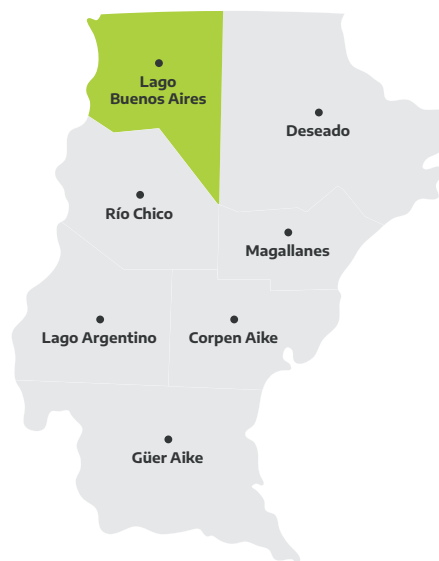 Lago
Buenos Aires
Deseado
Río Chico
Magallanes
Lago Argentino
Corpen Aike
Güer Aike